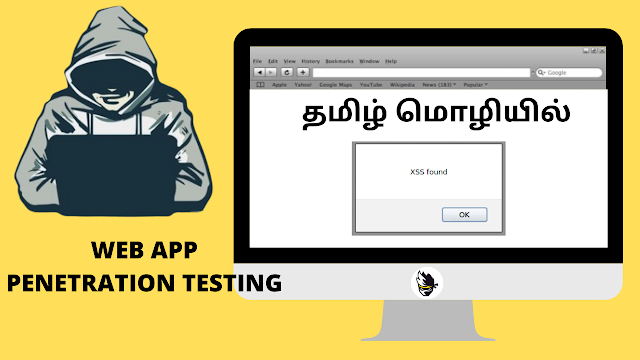 File Edit View History Bookmarks Window Help
Google
Apple Yahoo! Google Maps YouTube Wikipedia News (183) Popular
தமிழ் மொழியில்
XSS found
OK
WEB APP
PENETRATION TESTING